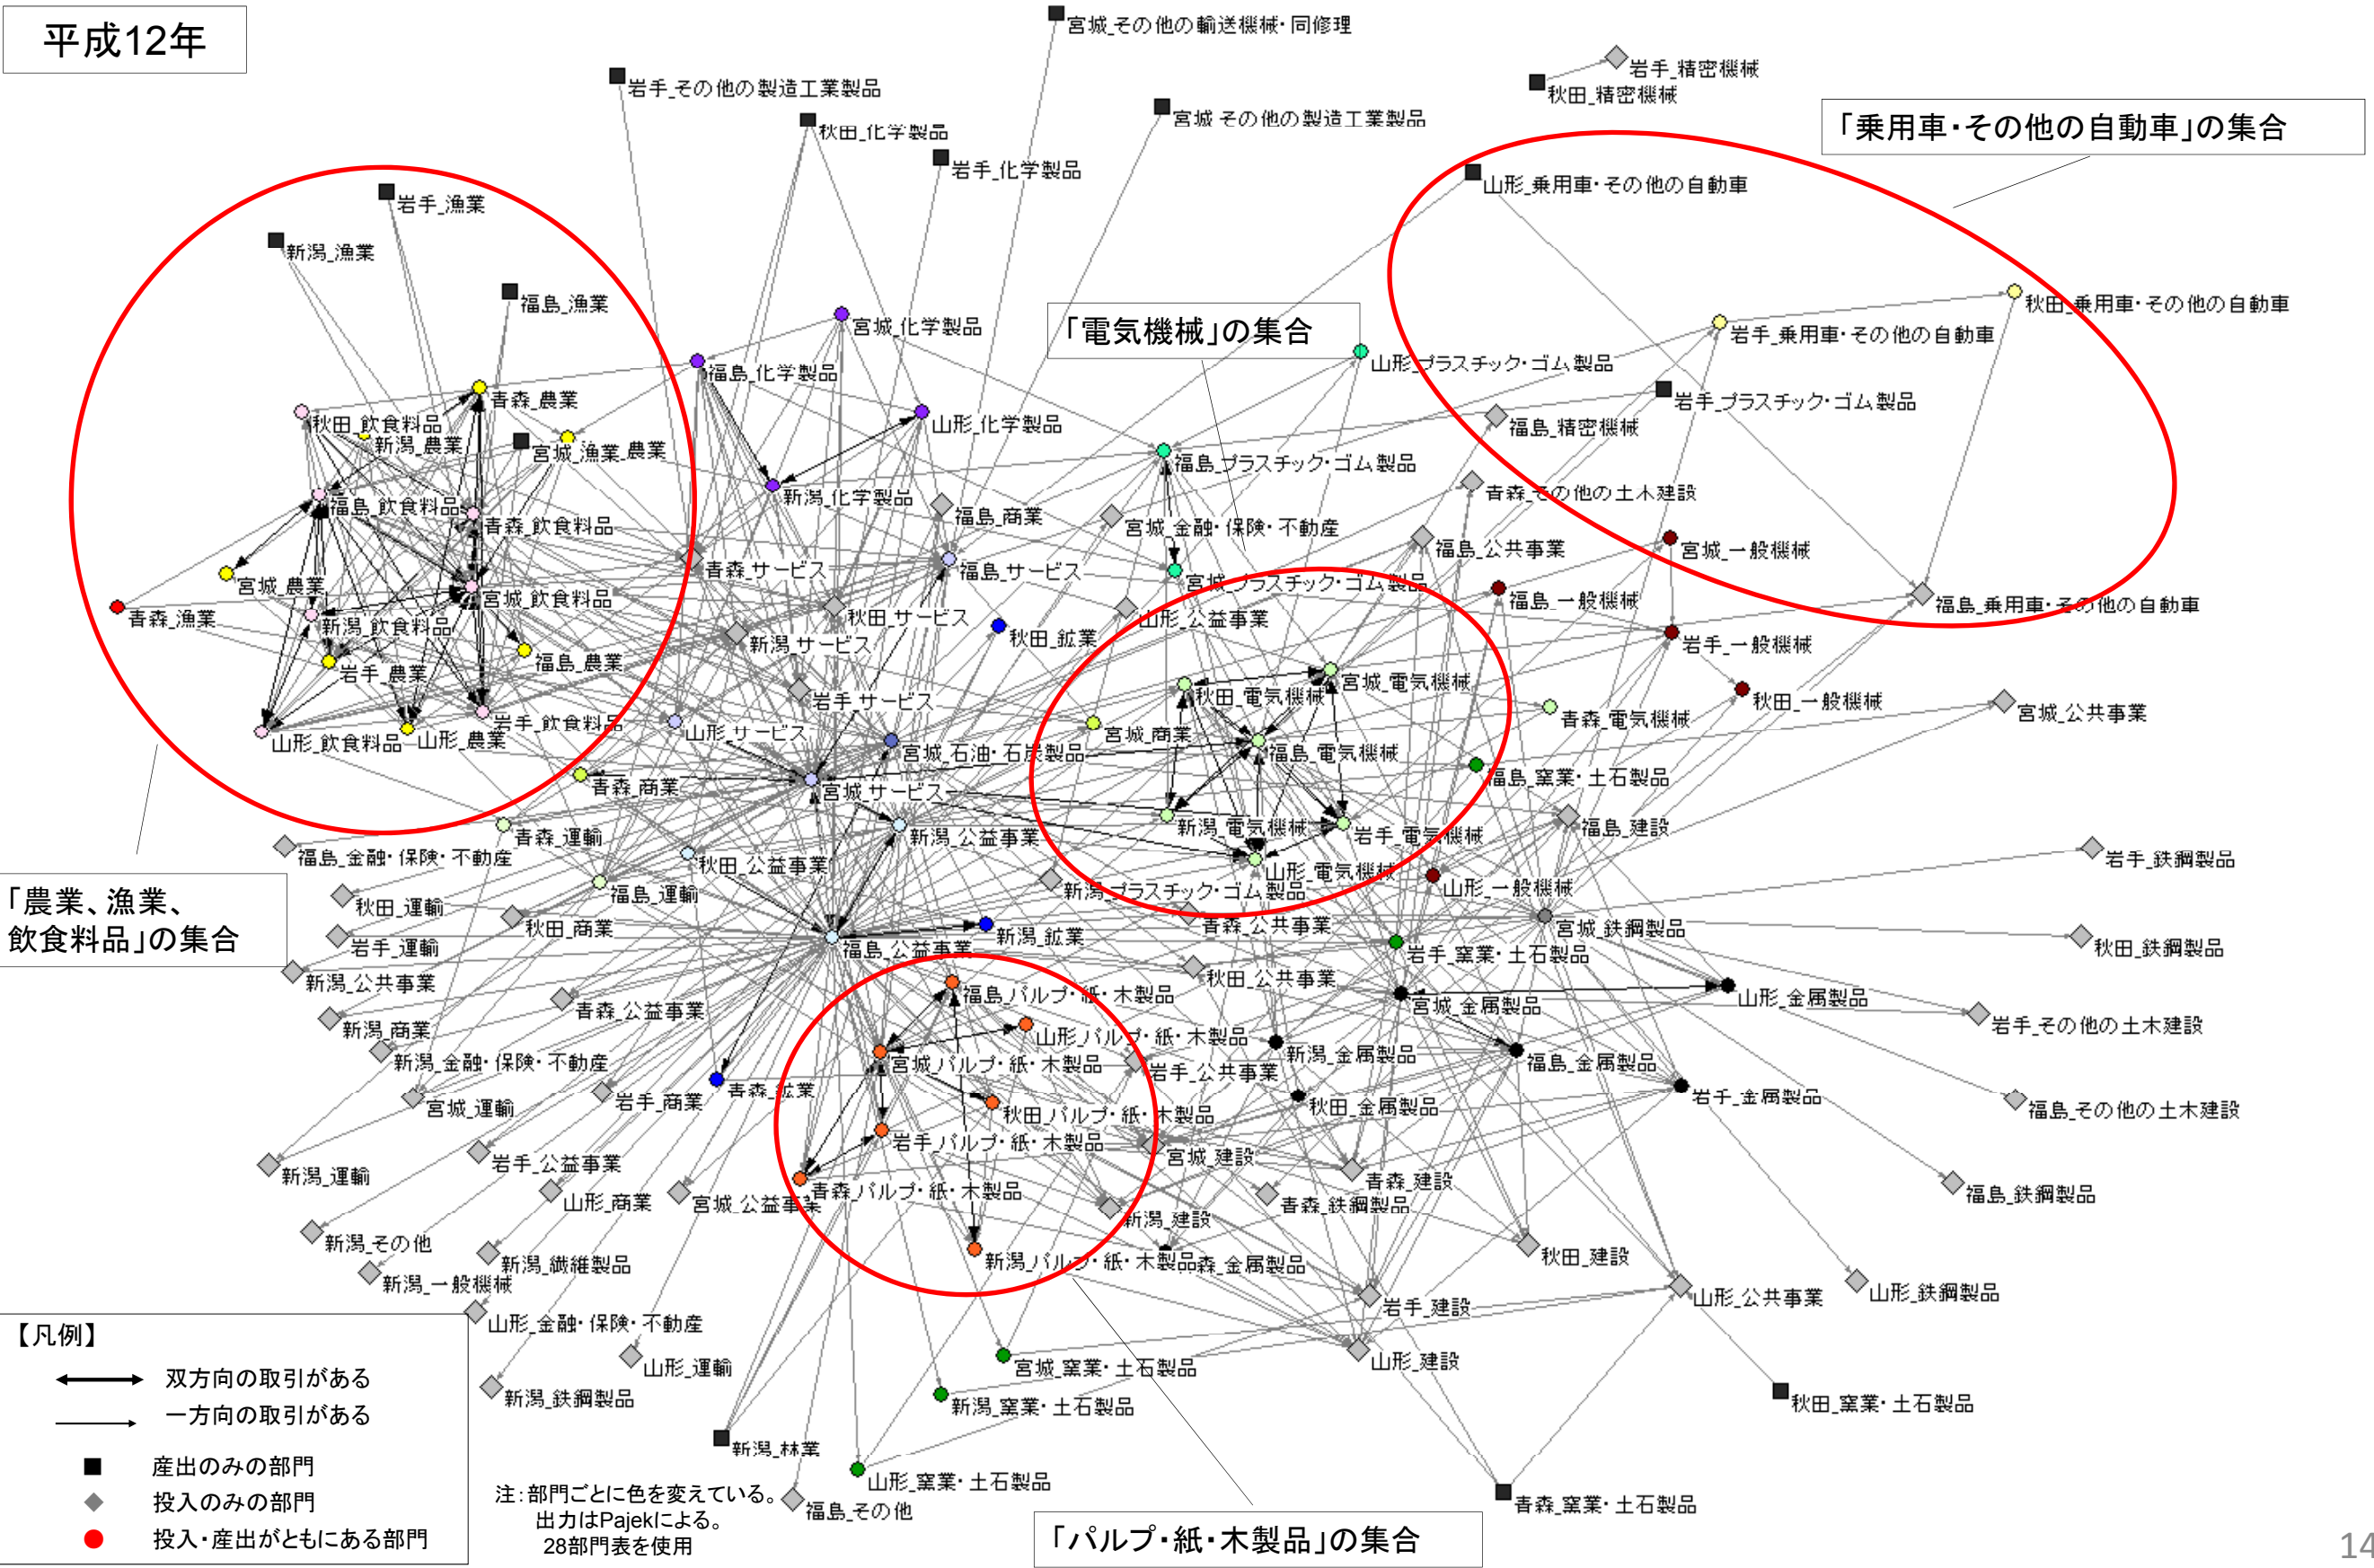 平成12年
宮城_その他の輸送機械・同修理
岩手_精密機械
秋田_精密機械
岩手_その他の製造工業製品
宮城 その他の製造工業製品
秋田_化学製品
岩手_化学製品
「乗用車・その他の自動車」の集合
山形_乗用車・その他の自動車
岩手_漁業
新潟_漁業
福島_漁業
秋田_乗用車・その他の自動車
岩手_乗用車・その他の自動車
宮城_化学製品
「電気機械」の集合
山形_プラスチック・ゴム製品
福島_化学製品
青森_農業
岩手_プラスチック・ゴム製品
秋田_飲食料品
新潟_農業
山形_化学製品
福島_精密機械
宮城_漁業
農業
福島_プラスチック・ゴム製品
新潟_化学製品
青森_その他の土木建設
福島_飲食料品
福島_商業
青森_飲食料品
宮城_金融・保険・不動産
福島_公共事業
宮城_一般機械
青森_サービス
福島_サービス
宮城_プラスチック・ゴム製品
宮城_農業
宮城_飲食料品
福島_一般機械
福島_乗用車・その他の自動車
青森_漁業
新潟_飲食料品
秋田_サービス
山形_公益事業
秋田_鉱業
新潟_サービス
岩手_一般機械
福島_農業
岩手_農業
宮城_電気機械
秋田_電気機械
岩手_サービス
秋田_一般機械
宮城_公共事業
岩手_飲食料品
山形_サービス
宮城_商業
青森_電気機械
山形_飲食料品
山形_農業
宮城_石油・石炭製品
福島_電気機械
福島_窯業・土石製品
青森_商業
宮城_サービス
新潟_電気機械
岩手_電気機械
福島_建設
青森_運輸
新潟_公益事業
福島_金融・保険・不動産
秋田_公益事業
岩手_鉄鋼製品
山形_電気機械
新潟_プラスチック・ゴム製品
山形_一般機械
「農業、漁業、
飲食料品」の集合
福島_運輸
秋田_運輸
秋田_商業
青森_公共事業
宮城_鉄鋼製品
新潟_鉱業
岩手_運輸
福島_公益事業
秋田_鉄鋼製品
岩手_窯業・土石製品
新潟_公共事業
秋田_公共事業
福島_パルプ・紙・木製品
宮城_金属製品
山形_金属製品
青森_公益事業
新潟_商業
岩手_その他の土木建設
山形_パルプ・紙・木製品
新潟_金属製品
新潟_金融・保険・不動産
宮城_パルプ・紙・木製品
福島_金属製品
岩手_公共事業
青森_鉱業
岩手_商業
宮城_運輸
岩手_金属製品
秋田_パルプ・紙・木製品
秋田_金属製品
福島_その他の土木建設
岩手_パルプ・紙・木製品
宮城_建設
岩手_公益事業
新潟_運輸
青森_建設
青森_パルプ・紙・木製品
福島_鉄鋼製品
山形_商業
宮城_公益事業
青森_鉄鋼製品
新潟_建設
新潟_その他
新潟_繊維製品
新潟_パルプ・紙・木製品
森_金属製品
秋田_建設
新潟_一般機械
山形_鉄鋼製品
山形_公共事業
岩手_建設
山形_金融・保険・不動産
【凡例】
双方向の取引がある
一方向の取引がある
産出のみの部門
投入のみの部門
投入・産出がともにある部門
山形_運輸
宮城_窯業・土石製品
山形_建設
新潟_鉄鋼製品
新潟_窯業・土石製品
秋田_窯業・土石製品
新潟_林業
山形_窯業・土石製品
福島_その他
青森_窯業・土石製品
注:部門ごとに色を変えている。
出力はPajekによる。
28部門表を使用
「パルプ・紙・木製品」の集合
14